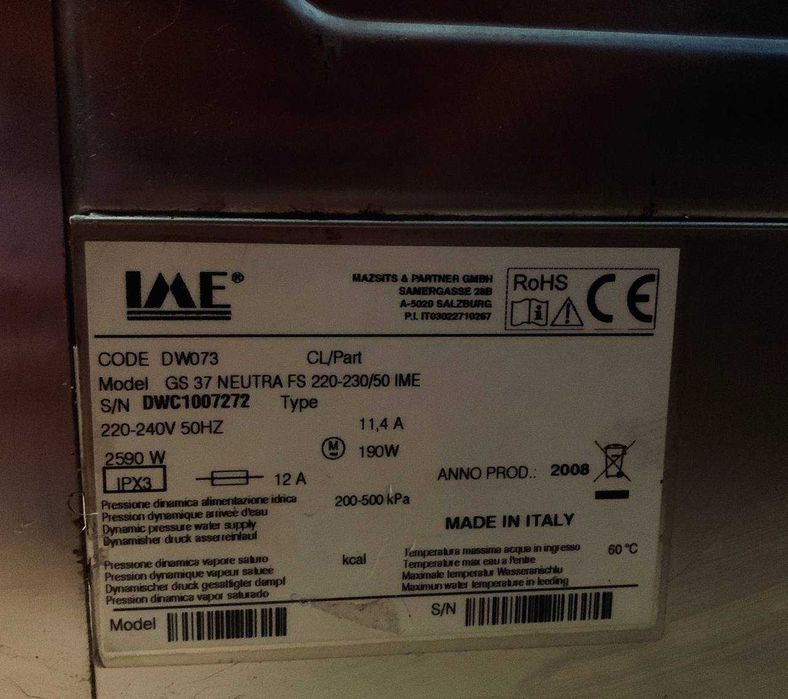 IME®
MAZSITS & PARTNER GMBH
SAMERGASSE 28B
A-5020 SALZBURG
P.I. IT03022710267
RoHS
CE
CODE DW073 CL/Part
Model GS 37 NEUTRA FS 220-230/50 IME
S/N DWC1007272 Type
220-240V 50HZ 11,4 A
2590 W M 190W
IPX3 12 A ANNO PROD.: 2008
Pressione dinamica alimentazione idrica 200-500 kPa
Pression dynamique arriveè d'eau
Dynamic pressure water supply
Dynamisher druck asserreinlauf
MADE IN ITALY
Pressione dinamica vapore saturo kcal
Pression dynamique vapeur saturee
Dynamischer druck gesattigter dampf
Pression dinamica vapor saturado
Temperatura massima acqua in ingresso 60 °C
Temperature max eau a l'entre
Maximale temperatur Wasseranschlu
Maximun water temperature in feeding
Model S/N